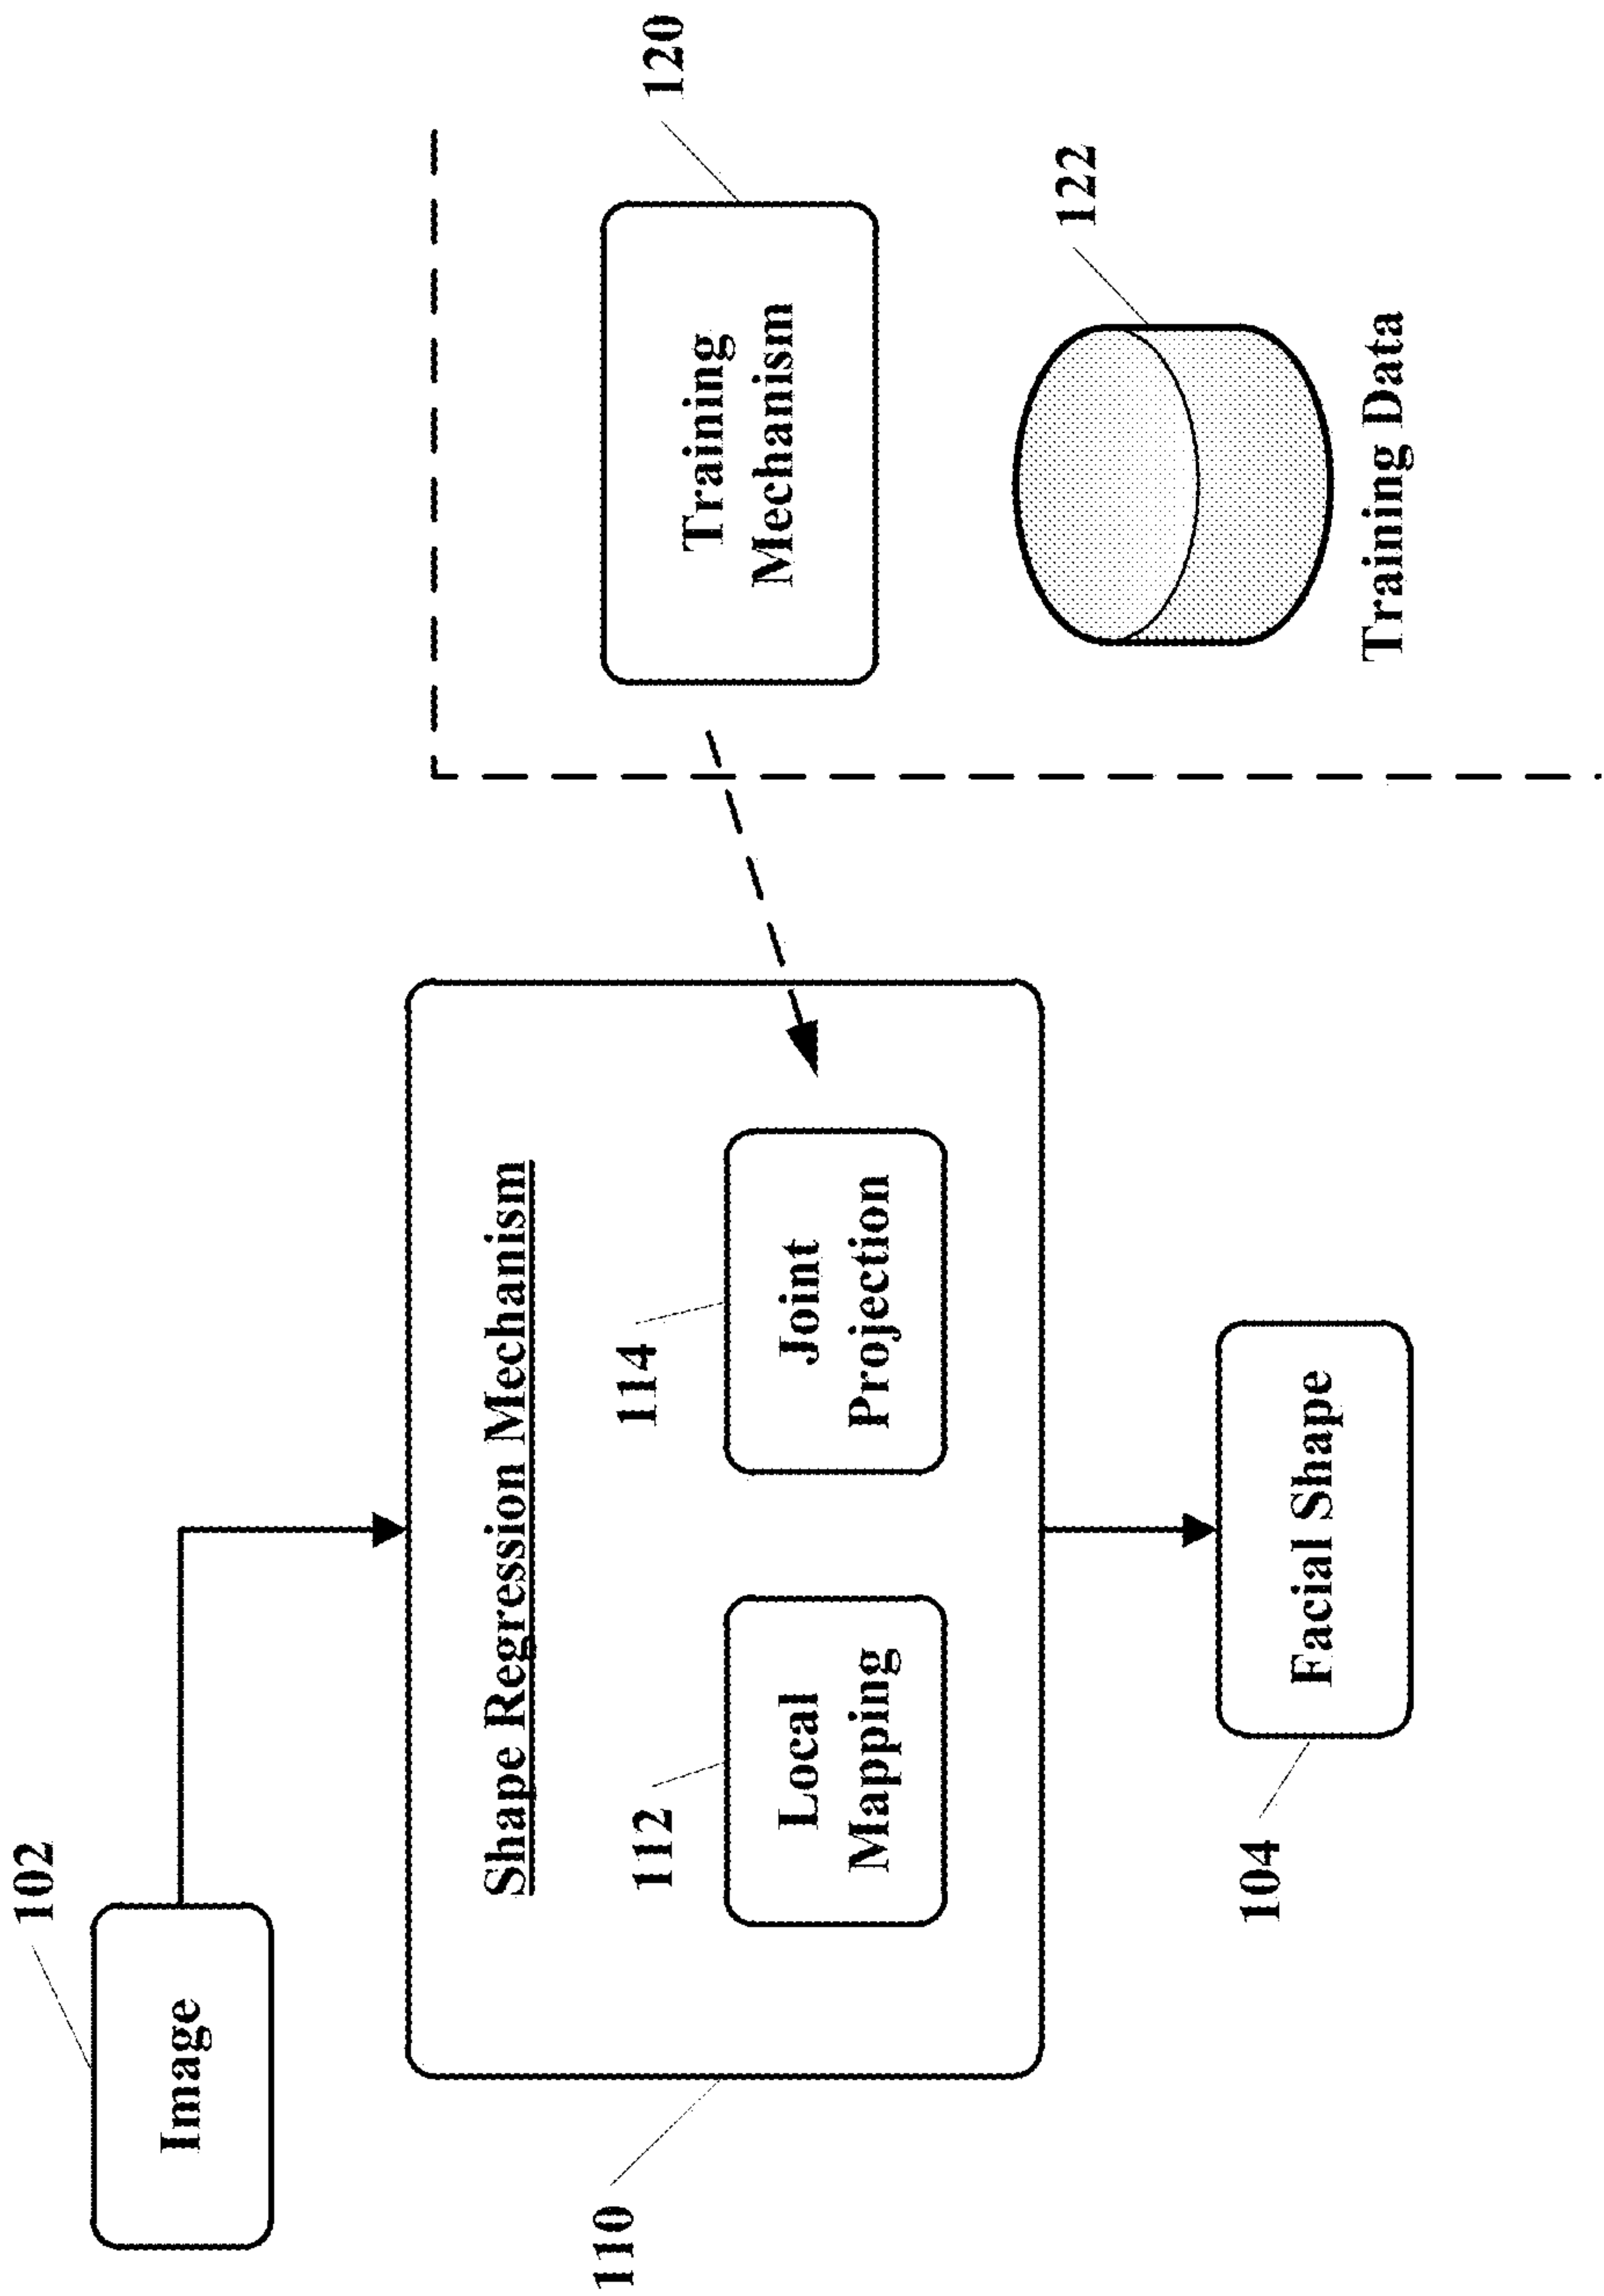 102
Image
110
Shape Regression Mechanism
112
Local
Mapping
114
Joint
Projection
104
Facial Shape
120
Training
Mechanism
122
Training Data